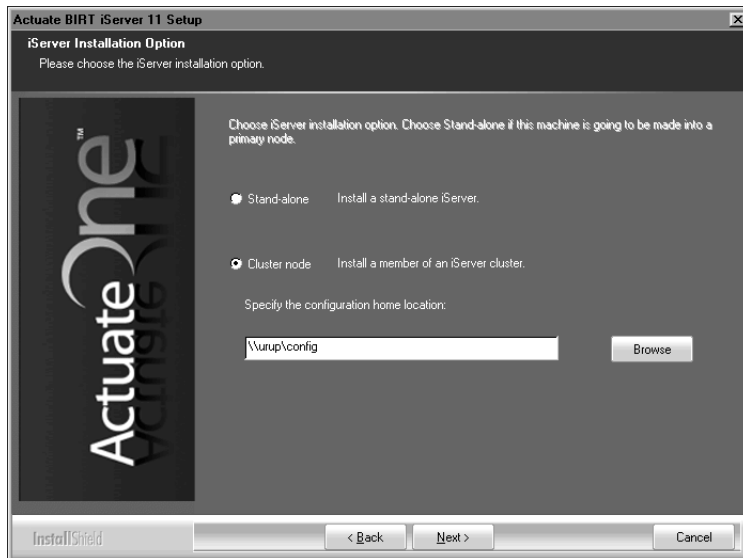 Actuate BIRT iServer 11 Setup
iServer Installation Option
Please choose the iServer installation option.
ActuateOne™
Choose iServer installation option. Choose Stand-alone if this machine is going to be made into a
primary node.
Stand-alone Install a stand-alone iServer.
Cluster node Install a member of an iServer cluster.
Specify the configuration home location:
\\urup\config
Browse
InstallShield
< Back
Next >
Cancel